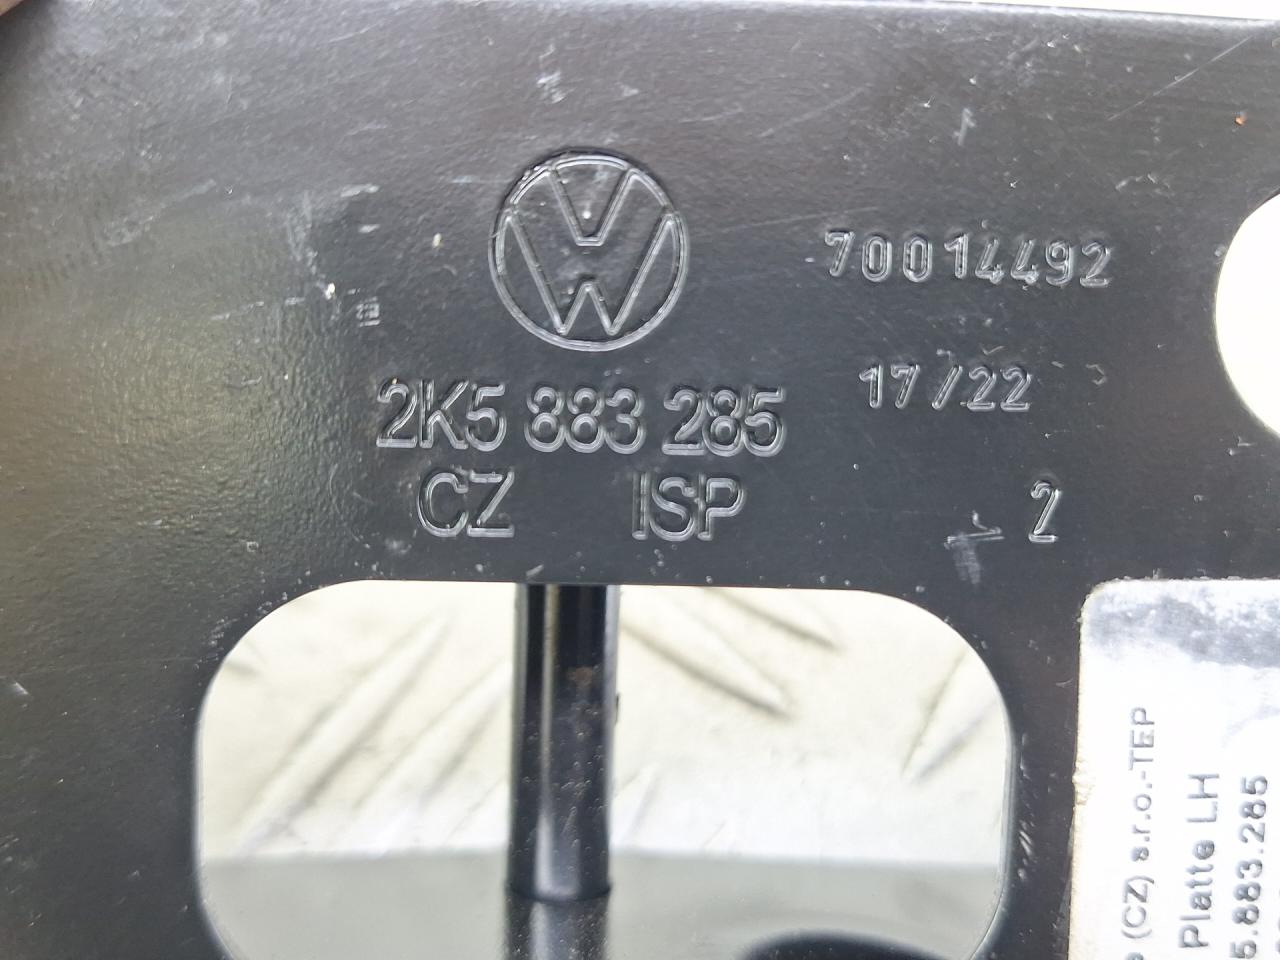 70014492
17/22
2K5 883 285
CZ ISP
2
(CZ) s.r.o.-TEP
Platte LH
5.883.285